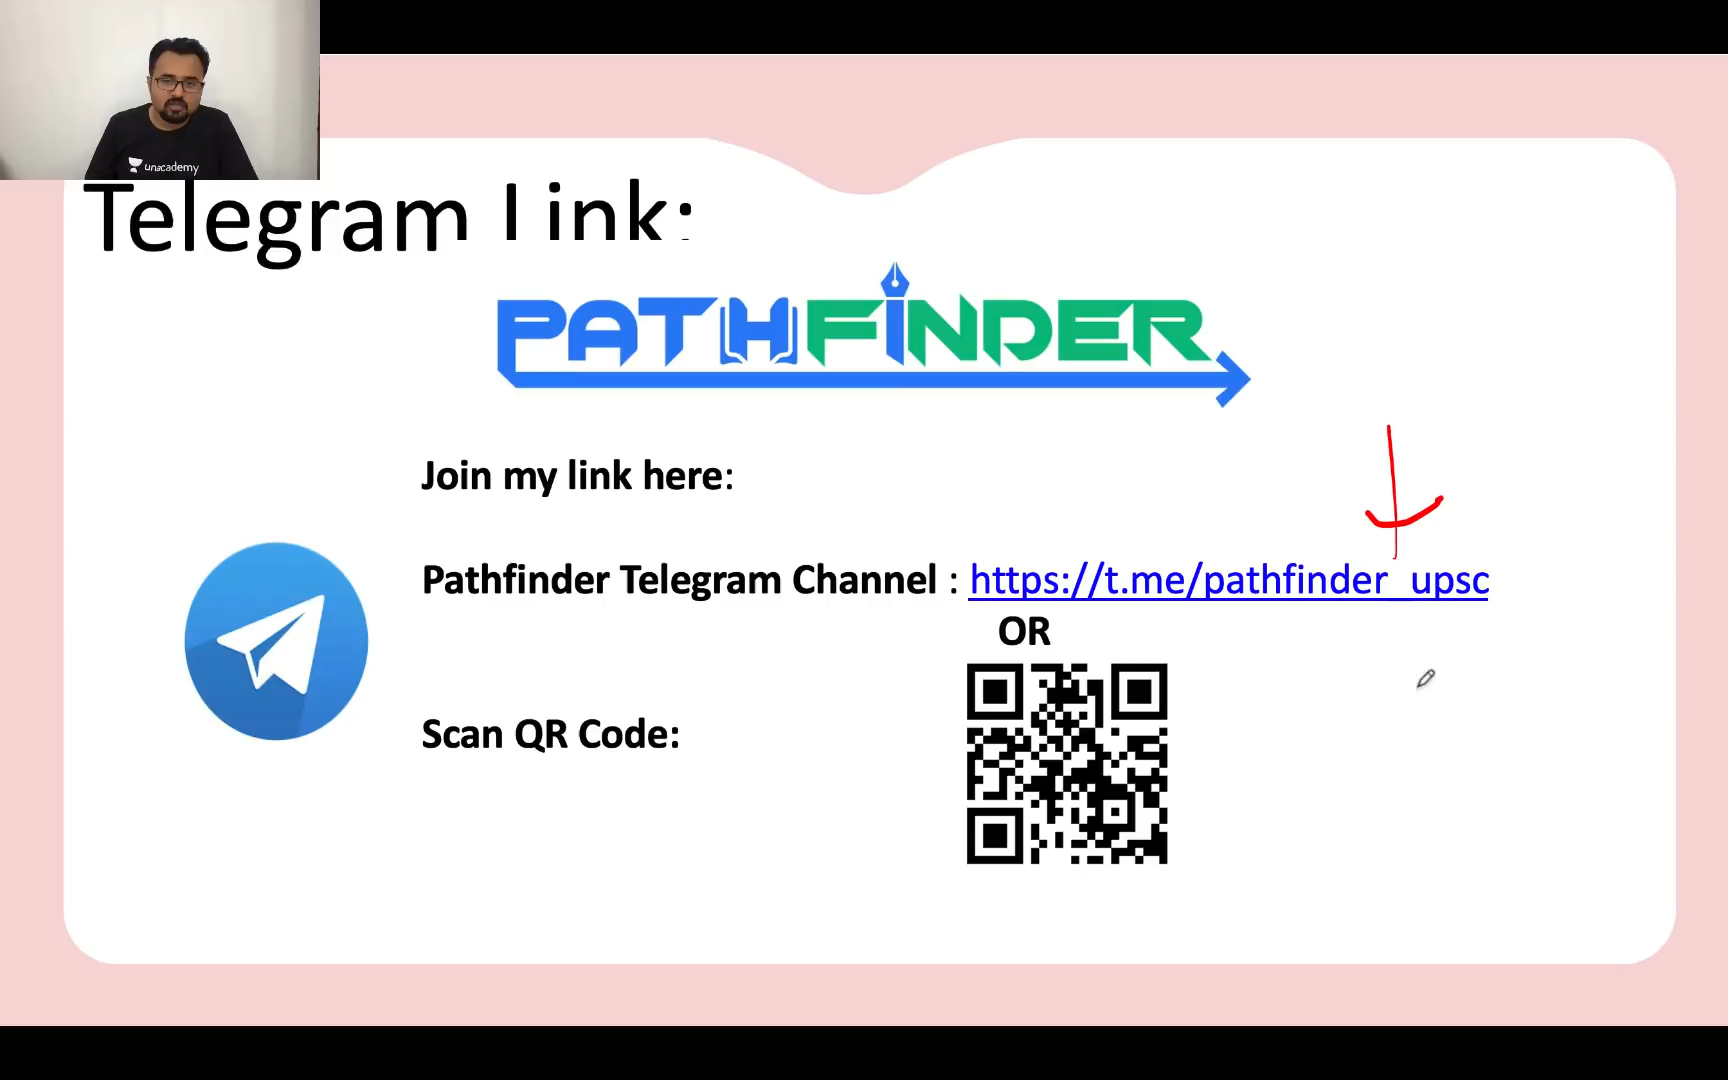 unacademy
Telegram Link:
PATHFINDER
Join my link here:
Pathfinder Telegram Channel : https://t.me/pathfinder_upsc
OR
Scan QR Code: